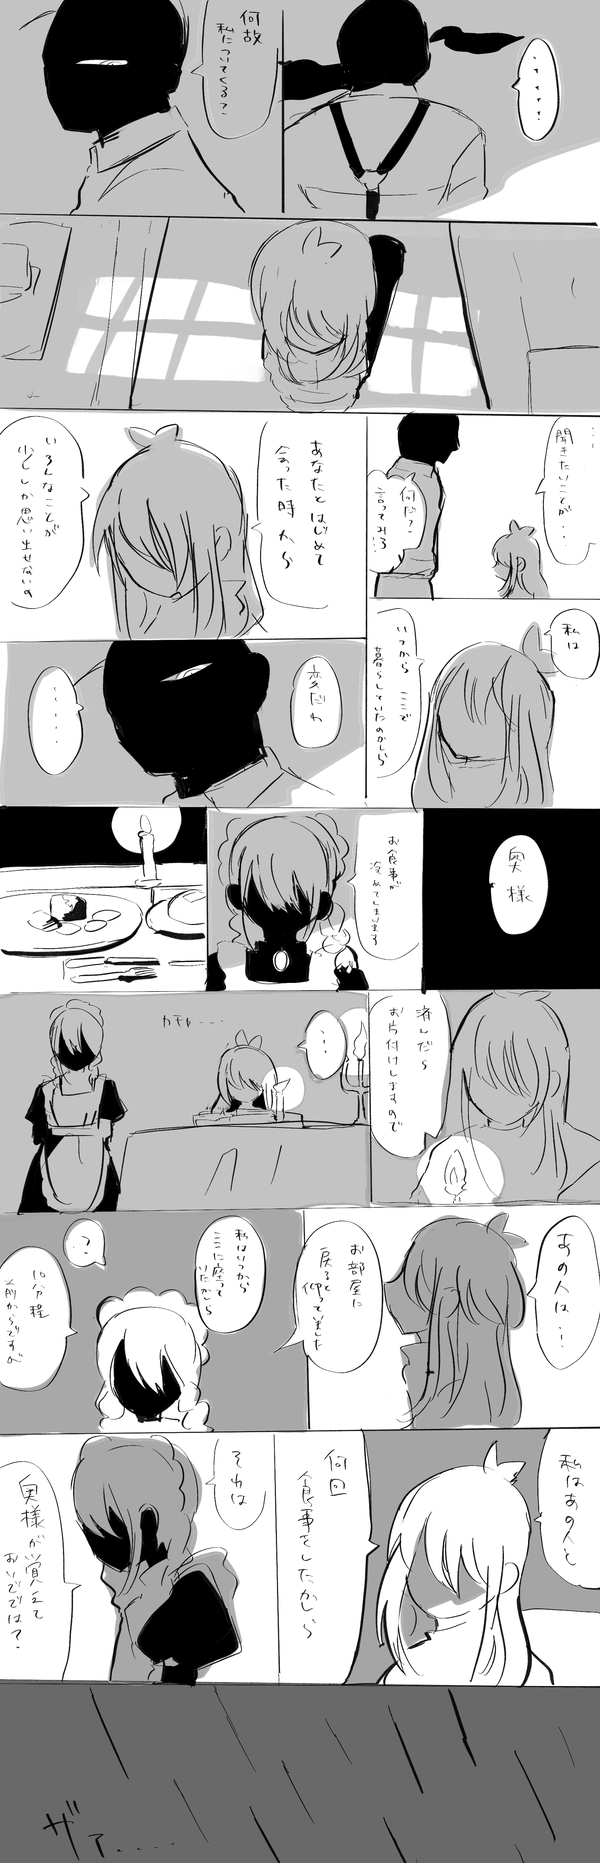 ・・・・・・
何故
私についてくる？
・・・
聞きたいことが・・・
何だ？
言ってみろ
あなたとはじめて
会った時から
いろんなことが
少ししか思い出せないの
私は
いつからここで
暮らしていたのかしら
変だわ
・・・・・・
奥様
お食事が
冷めてしまいます
済んだら
お片付けしますので
・・・
カチャ・・・・
あの人は・・・
お部屋に
戻ると
仰っていました
私はいつから
ここに座って
いたかしら
？
10分程
前からですが
私はあの人と
何回
食事をしたかしら
それは
奥様が覚えて
おいででは？
ザァ・・・・・